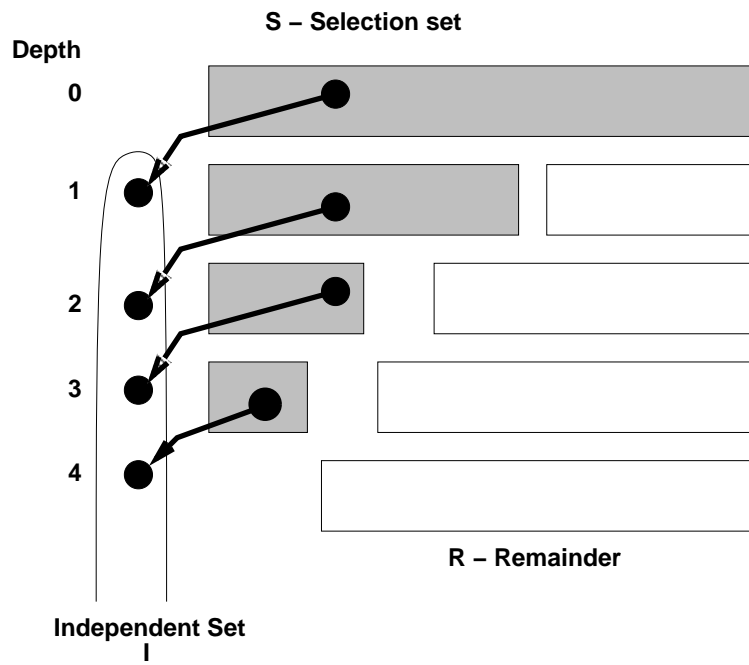 S – Selection set
Depth
0
1
2
3
4
R – Remainder
Independent Set
I